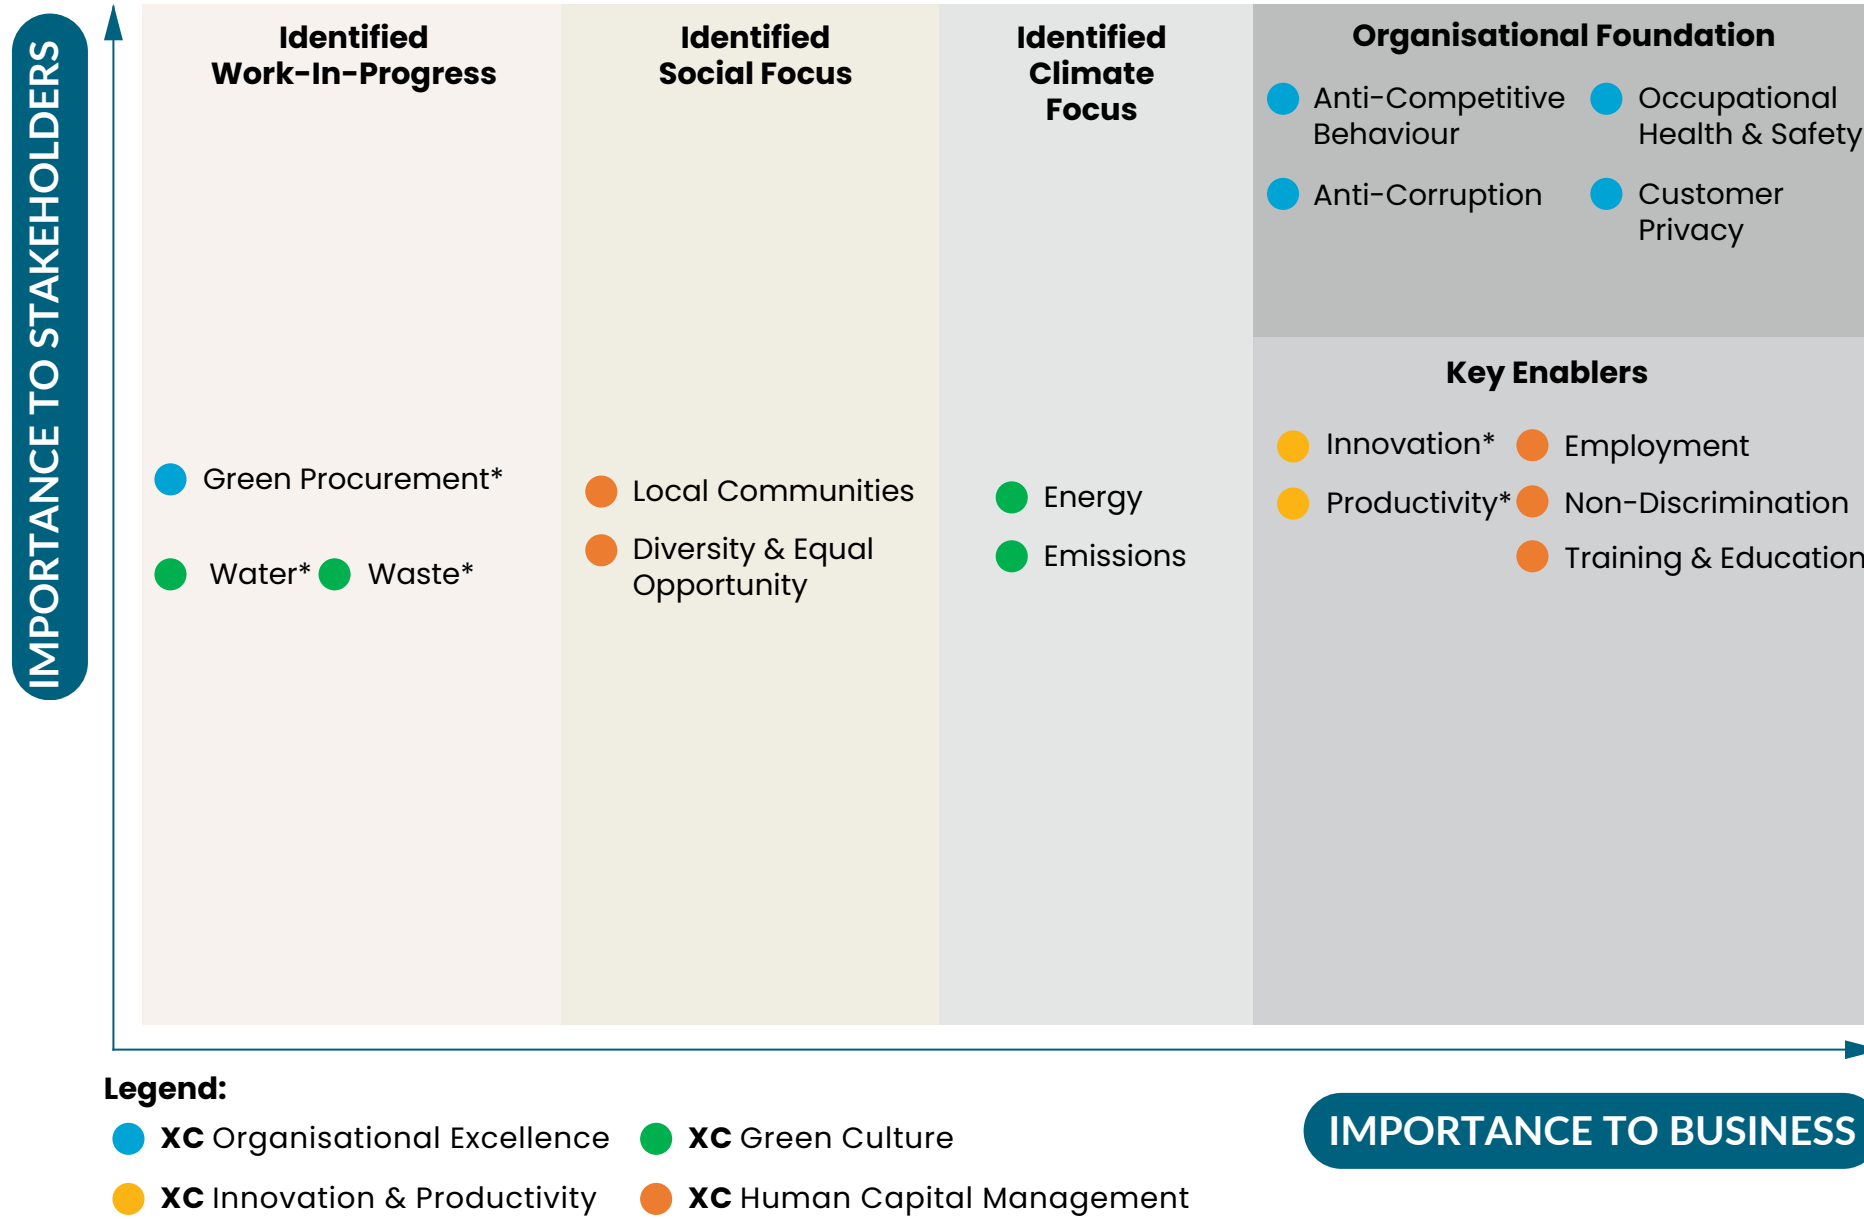 IMPORTANCE TO STAKEHOLDERS
Identified
Work-In-Progress
Green Procurement*
Water*
Waste*
Identified
Social Focus
Local Communities
Diversity & Equal
Opportunity
Identified
Climate
Focus
Energy
Emissions
Organisational Foundation
Anti-Competitive
Behaviour
Anti-Corruption
Occupational
Health & Safety
Customer
Privacy
Key Enablers
Innovation*
Productivity*
Employment
Non-Discrimination
Training & Education
Legend:
XC Organisational Excellence
XC Green Culture
XC Innovation & Productivity
XC Human Capital Management
IMPORTANCE TO BUSINESS